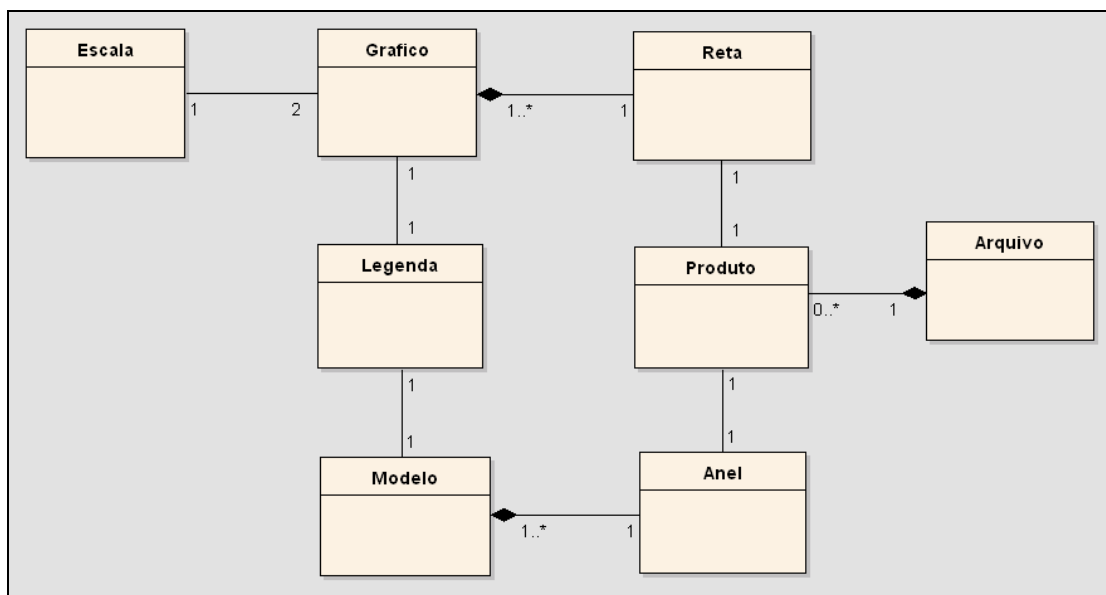 Escala
Grafico
Reta
1
2
1..*
1
1
1
1
1
Legenda
Produto
Arquivo
0..*
1
1
1
1
1
Modelo
Anel
1..*
1